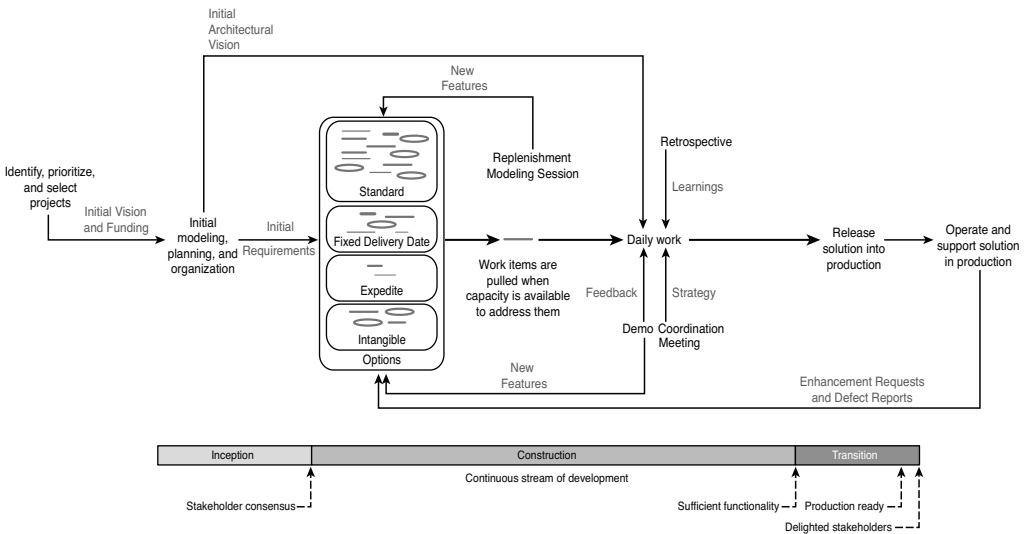 Initial
Architectural
Vision
New
Features
Retrospective
Replenishment
Modeling Session
Identify, prioritize,
and select
projects
Learnings
Standard
Initial Vision
and Funding
Initial
modeling,
planning, and
organization
Initial
Requirements
Fixed Delivery Date
Daily work
Release
solution into
production
Operate and
support solution
in production
Work items are
pulled when
capacity is available
to address them
Expedite
Feedback
Strategy
Intangible
Demo
Coordination
Meeting
Options
New
Features
Enhancement Requests
and Defect Reports
Inception
Construction
Transition
Continuous stream of development
Stakeholder consensus
Sufficient functionality
Production ready
Delighted stakeholders